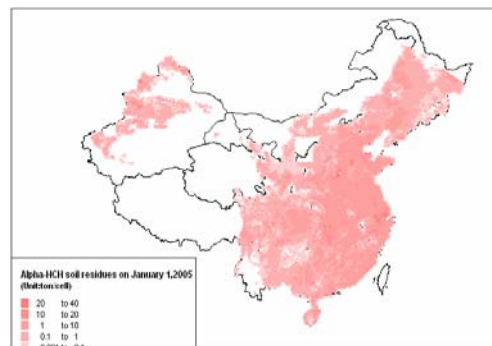 Alpha-HCH soil residues on January 1,2005
(Unit:ton/cell)
20 to 40
10 to 20
1 to 10
0.1 to 1